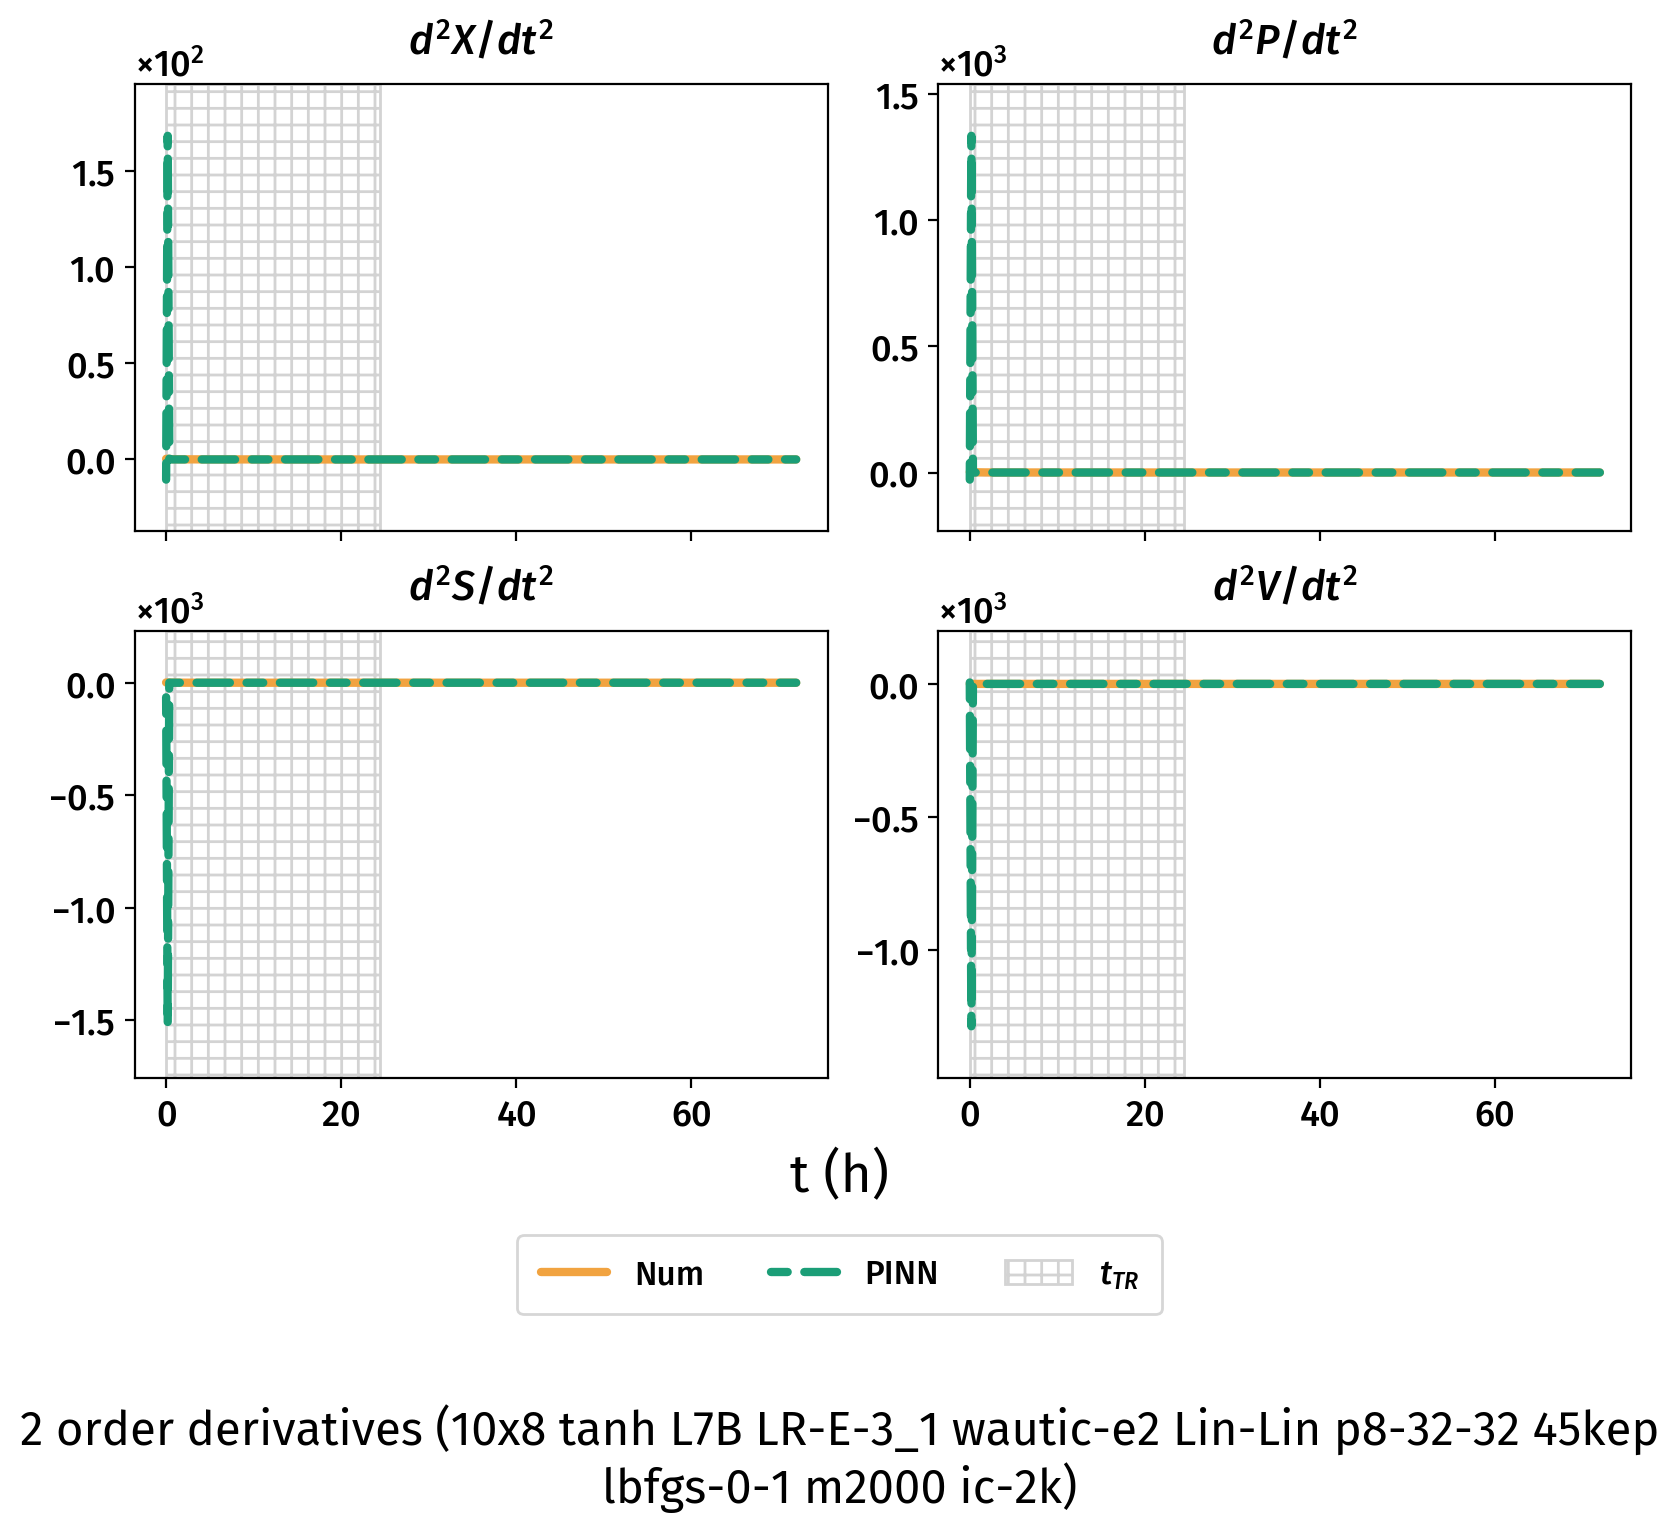 d²X/dt²
×10²
1.5
1.0
0.5
0.0
d²P/dt²
×10³
1.5
1.0
0.5
0.0
d²S/dt²
×10³
0.0
−0.5
−1.0
−1.5
0 20 40 60
d²V/dt²
×10³
0.0
−0.5
−1.0
0 20 40 60
t (h)
Num PINN t_TR
2 order derivatives (10x8 tanh L7B LR-E-3_1 wautic-e2 Lin-Lin p8-32-32 45kep
lbfgs-0-1 m2000 ic-2k)